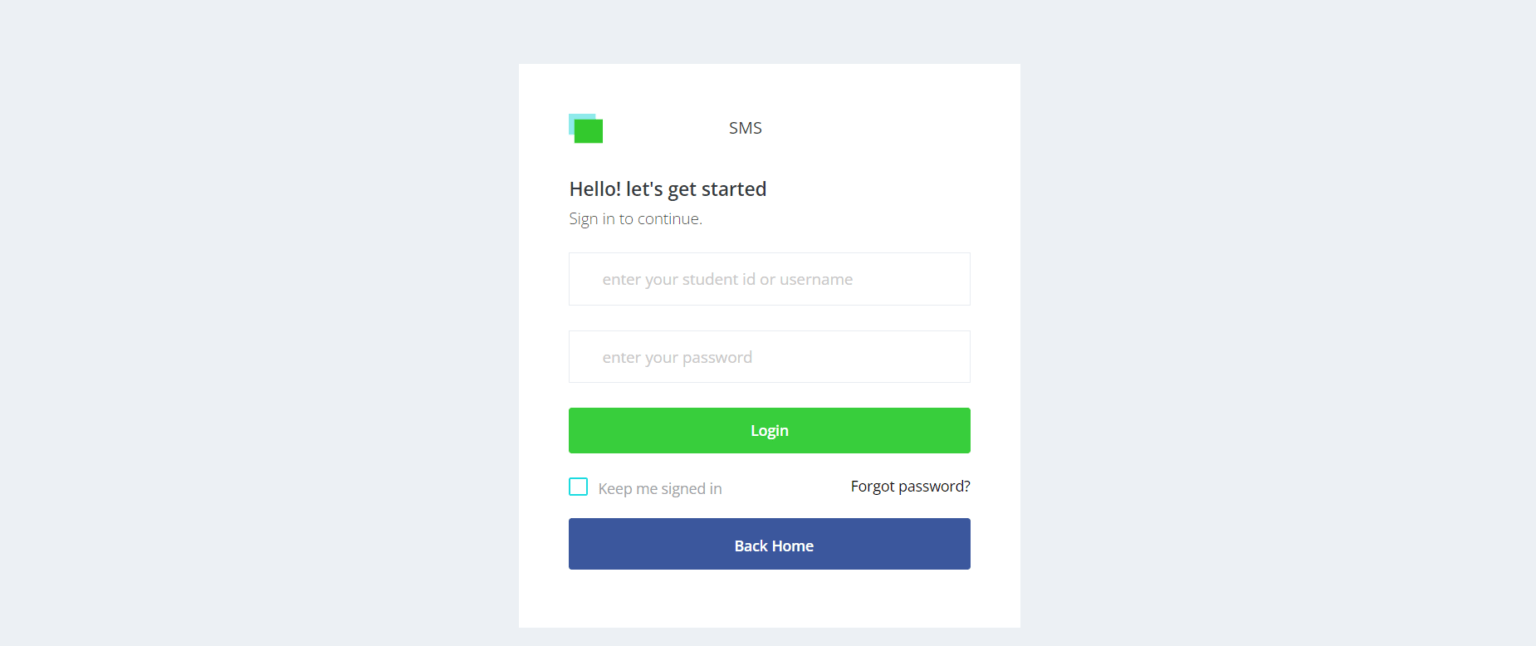 SMS
Hello! let's get started
Sign in to continue.
enter your student id or username
enter your password
Login
Keep me signed in
Forgot password?
Back Home